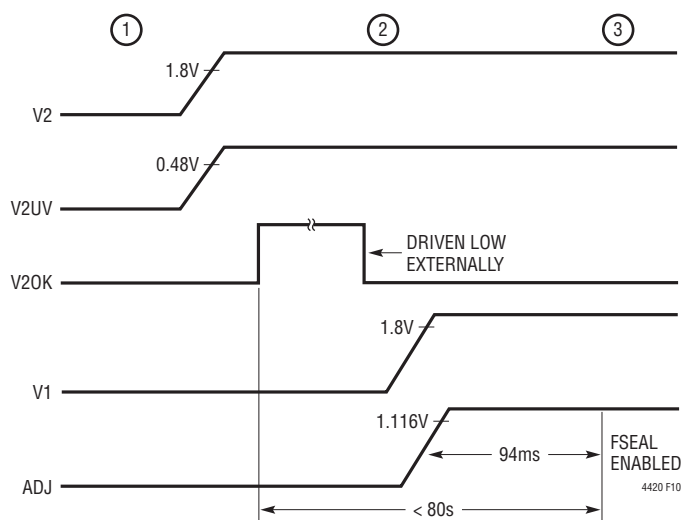 1
2
3
1.8V
V2
0.48V
V2UV
DRIVEN LOW
EXTERNALLY
V2OK
1.8V
V1
1.116V
94ms
FSEAL
ENABLED
4420 F10
ADJ
< 80s